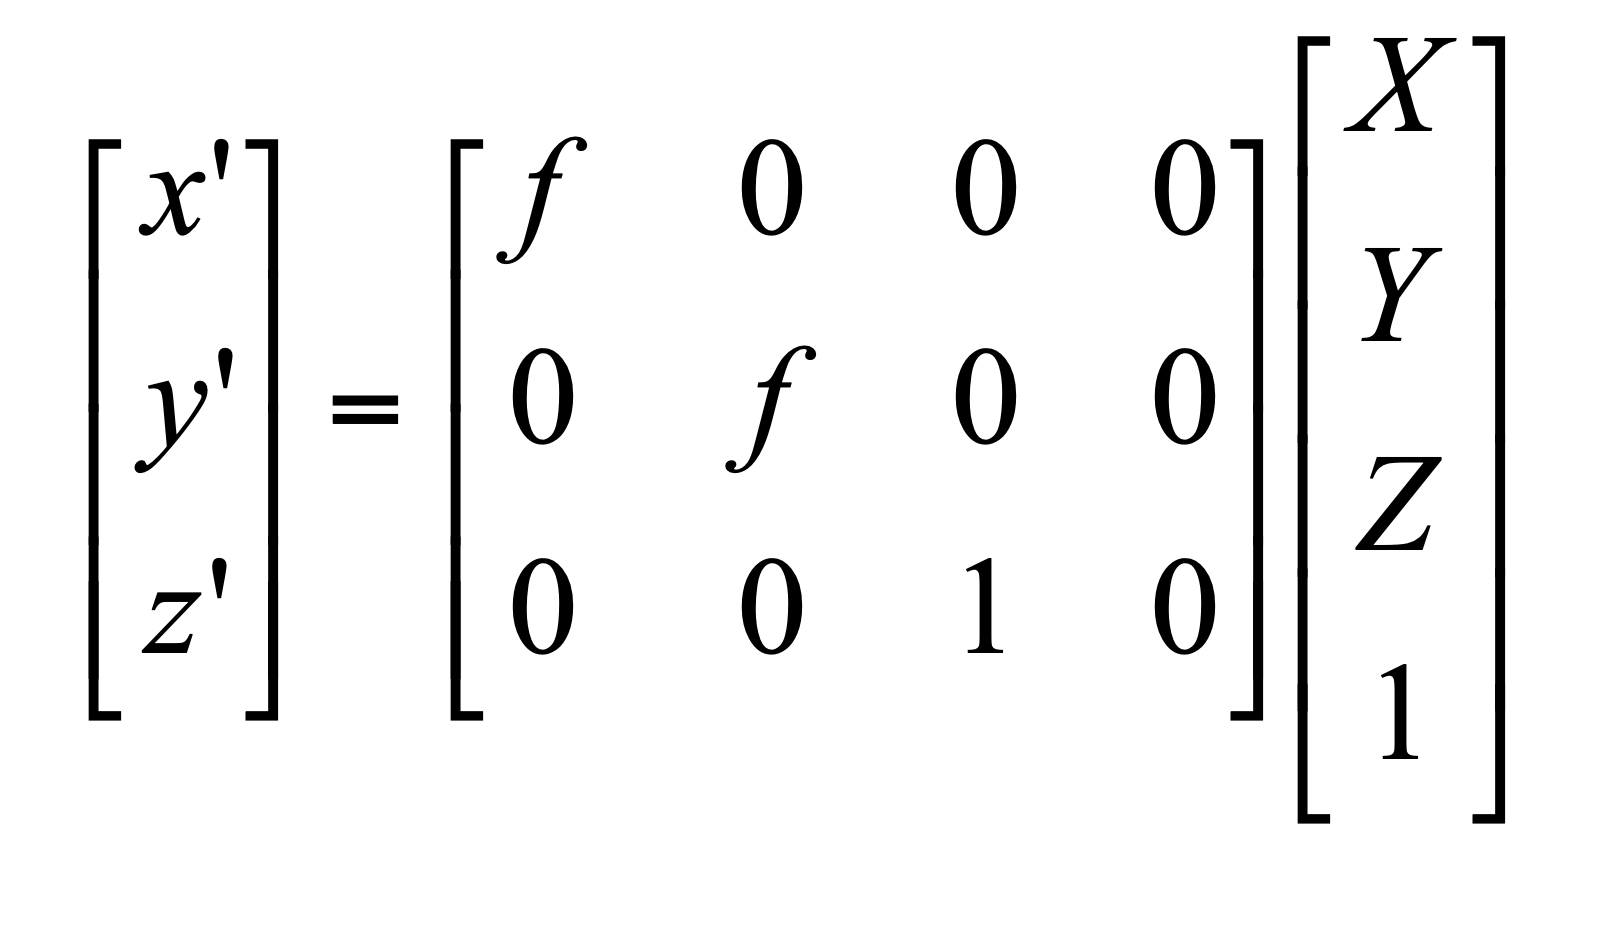 [x'] = [f 0 0 0] [X]
[y'] = [0 f 0 0] [Y]
[z'] = [0 0 1 0] [Z]
[1]